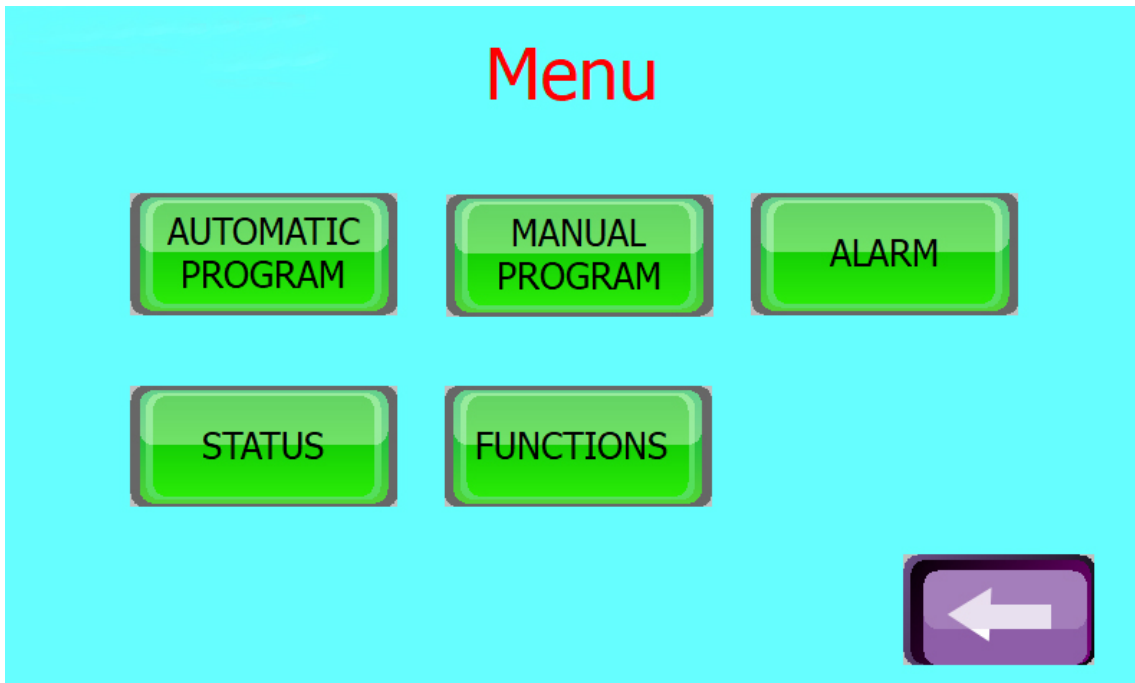 Menu
AUTOMATIC
PROGRAM
MANUAL
PROGRAM
ALARM
STATUS
FUNCTIONS